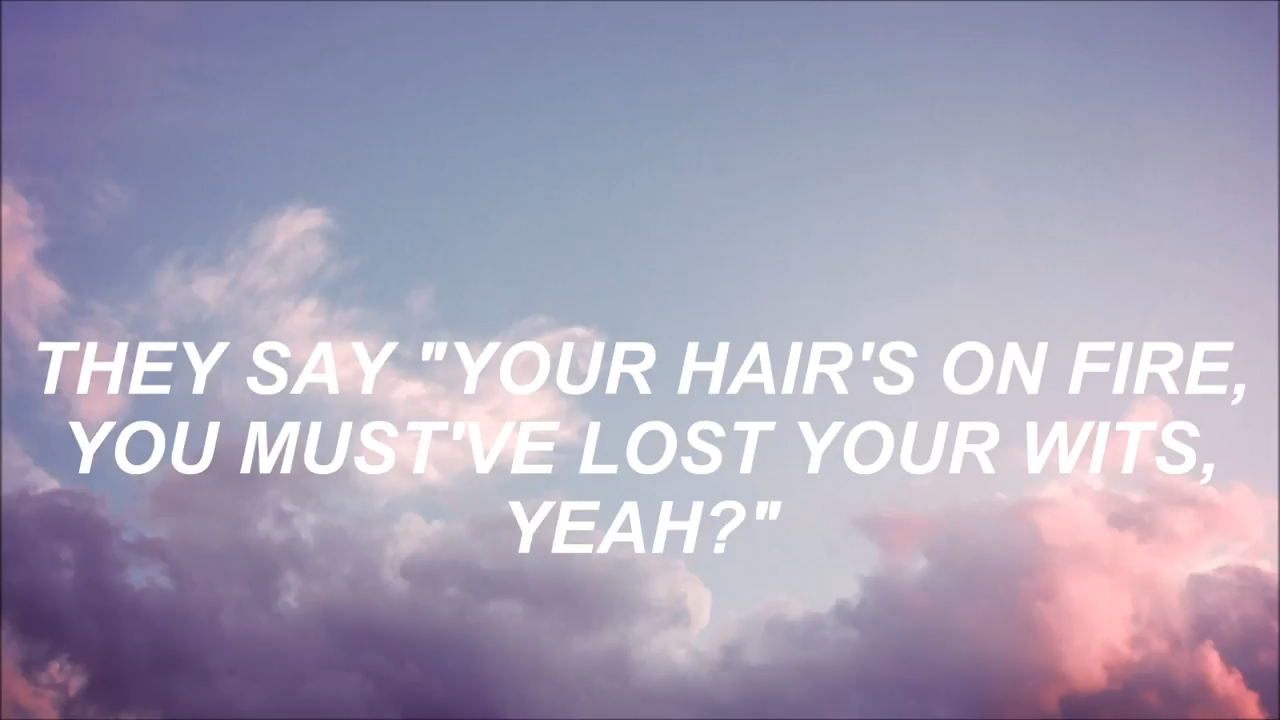 THEY SAY "YOUR HAIR'S ON FIRE,
YOU MUST'VE LOST YOUR WITS,
YEAH?"